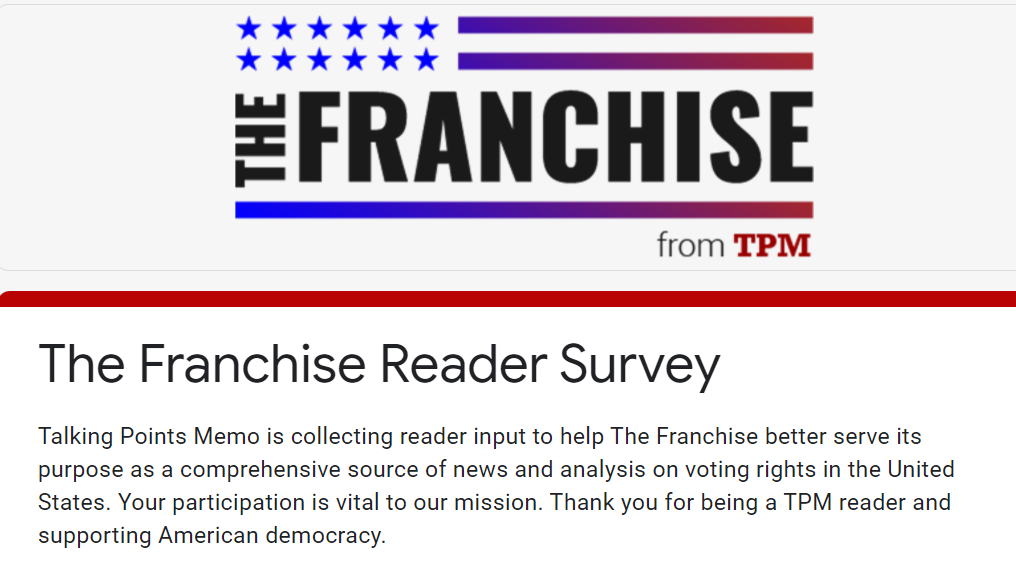 THE FRANCHISE
from TPM
The Franchise Reader Survey
Talking Points Memo is collecting reader input to help The Franchise better serve its
purpose as a comprehensive source of news and analysis on voting rights in the United
States. Your participation is vital to our mission. Thank you for being a TPM reader and
supporting American democracy.